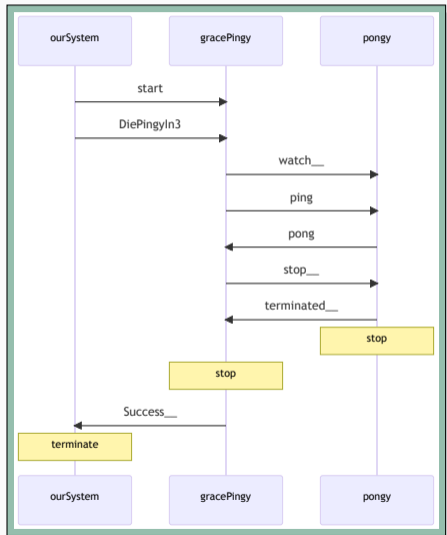 ourSystem
gracePingy
pongy
start
DiePingyIn3
watch__
ping
pong
stop__
terminated__
stop
stop
Success__
terminate
ourSystem
gracePingy
pongy